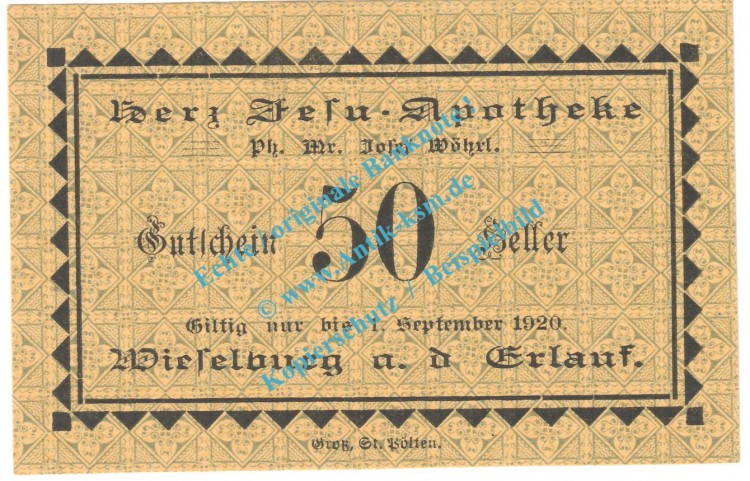 Herz Jesu-Apotheke
Ph. Mr. Josef Wöhrl.
Gutschein 50 Heller
Giltig nur bis 1. September 1920.
Wieselburg a. d Erlauf.
Groß, St. Pölten.
Echte, originale Banknote!
© www.Antik-ksm.de
Kopierschutz / Beispielbild